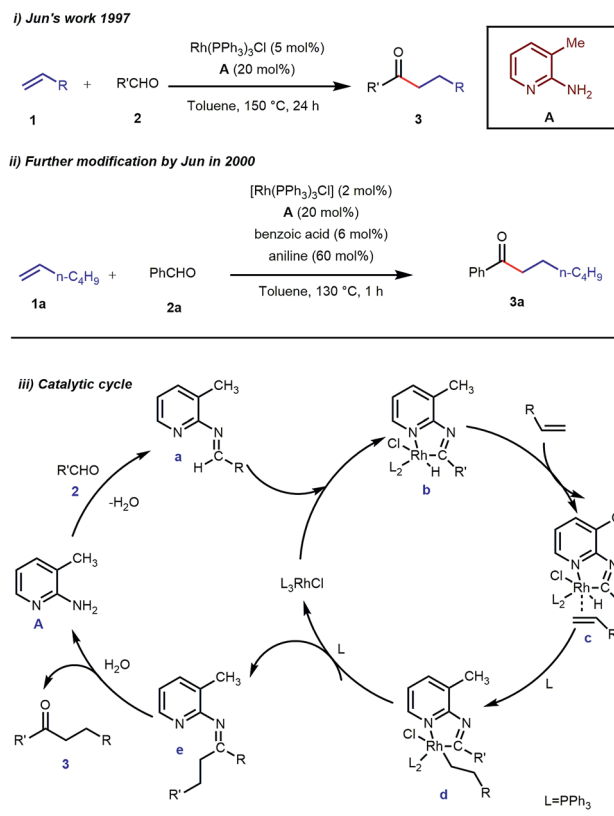 i) Jun's work 1997
Rh(PPh3)3Cl (5 mol%)
A (20 mol%)
R + R'CHO
Toluene, 150 °C, 24 h
1 2
O
R' R
3
Me
N NH2
A
ii) Further modification by Jun in 2000
[Rh(PPh3)3Cl] (2 mol%)
A (20 mol%)
benzoic acid (6 mol%)
aniline (60 mol%)
n-C4H9 + PhCHO
Toluene, 130 °C, 1 h
1a 2a
O
Ph n-C4H9
3a
iii) Catalytic cycle
CH3
N N
C
H R
a
CH3
N N
Cl Rh C
L2 H R'
b
R
R'CHO
2
-H2O
CH3
N NH2
A
L3RhCl
C
N N
Cl Rh C
L2 H
R
c
L
L
H2O
O
R' R
3
CH3
N N
C
R
R'
e
CH3
N N
Cl Rh C
L2 R'
R
d
L=PPh3